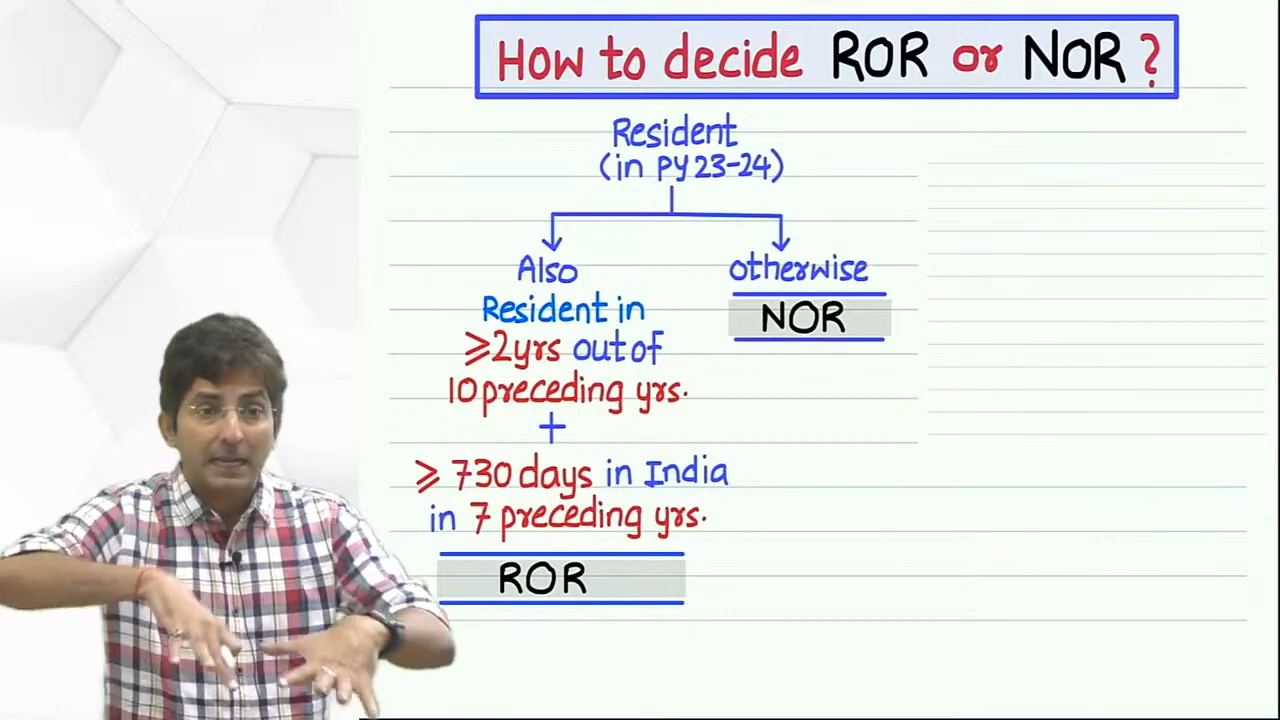 How to decide ROR or NOR ?
Resident
(in PY 23-24)
Also
Resident in
≥2yrs out of
10 preceding yrs.
+
≥ 730 days in India
in 7 preceding yrs.
ROR
otherwise
NOR